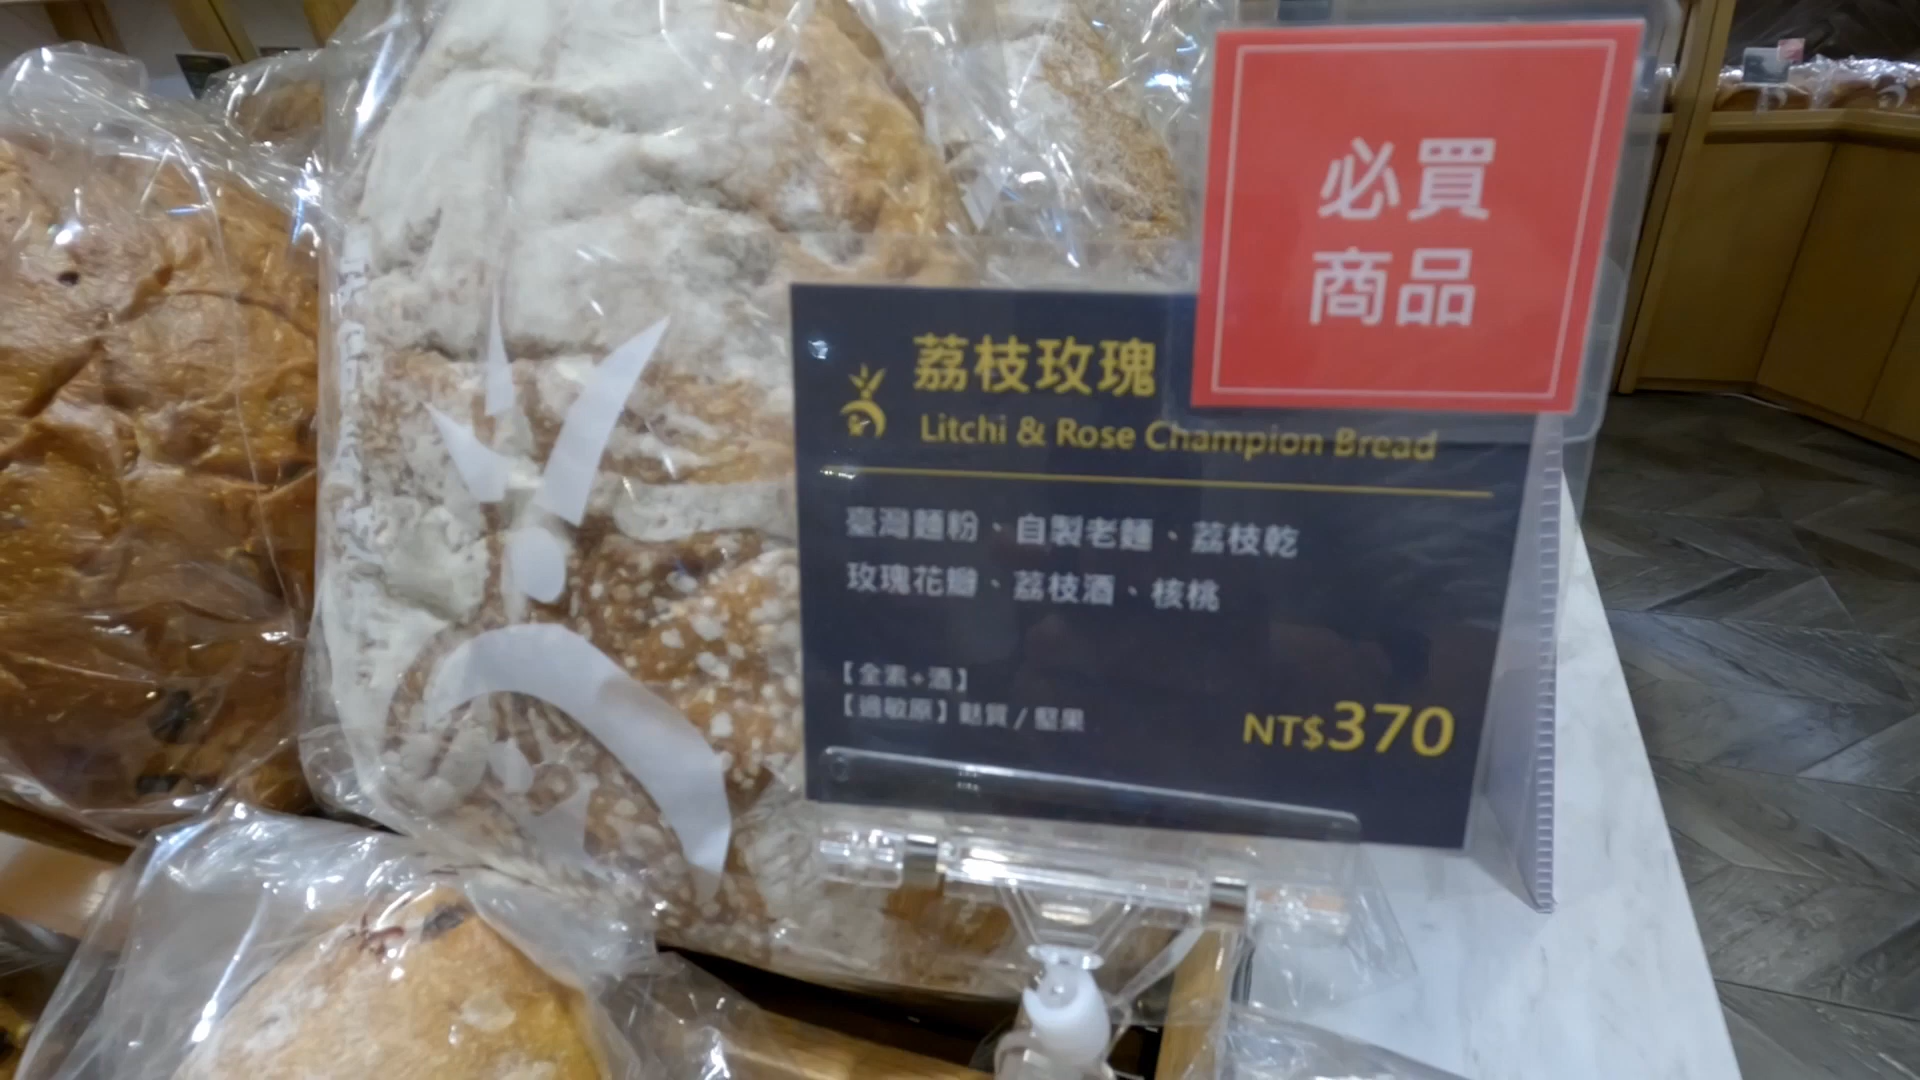 必買
商品
荔枝玫瑰
Litchi & Rose Champion Bread
臺灣麵粉、自製老麵、荔枝乾
玫瑰花瓣、荔枝酒、核桃
【全素+酒】
【過敏原】麩質/堅果
NT$370